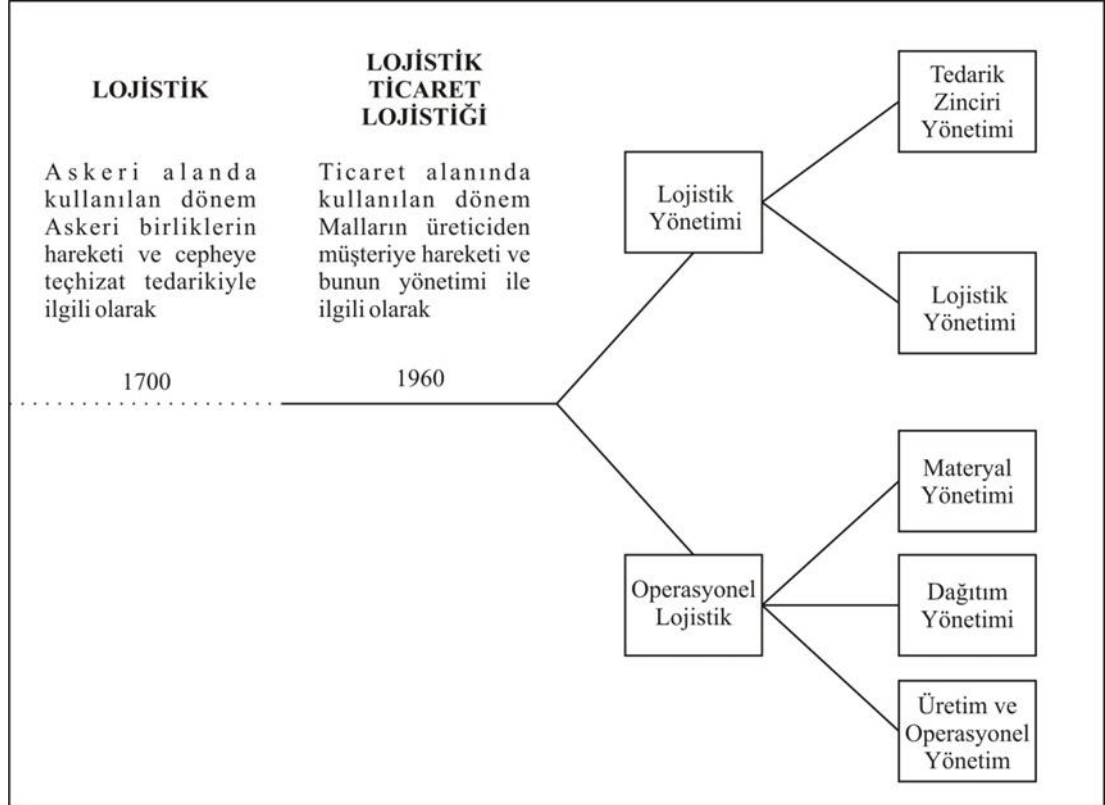 LOJİSTİK
Askeri alanda
kullanılan dönem
Askeri birliklerin
hareketi ve cepheye
teçhizat tedarikiyle
ilgili olarak
1700
LOJİSTİK
TİCARET
LOJİSTİĞİ
Ticaret alanında
kullanılan dönem
Malların üreticiden
müşteriye hareketi ve
bunun yönetimi ile
ilgili olarak
1960
Lojistik
Yönetimi
Tedarik
Zinciri
Yönetimi
Lojistik
Yönetimi
Operasyonel
Lojistik
Materyal
Yönetimi
Dağıtım
Yönetimi
Üretim ve
Operasyonel
Yönetim